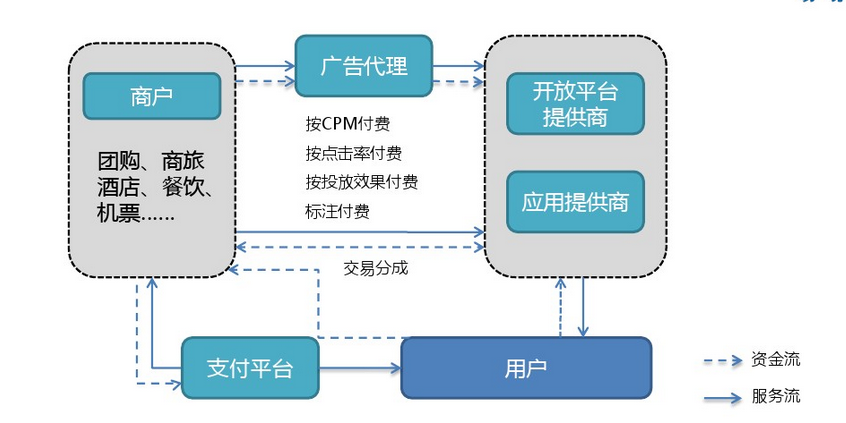 广告代理
商户
团购、商旅
酒店、餐饮、
机票......
按CPM付费
按点击率付费
按投放效果付费
标注付费
交易分成
开放平台
提供商
应用提供商
支付平台
用户
资金流
服务流